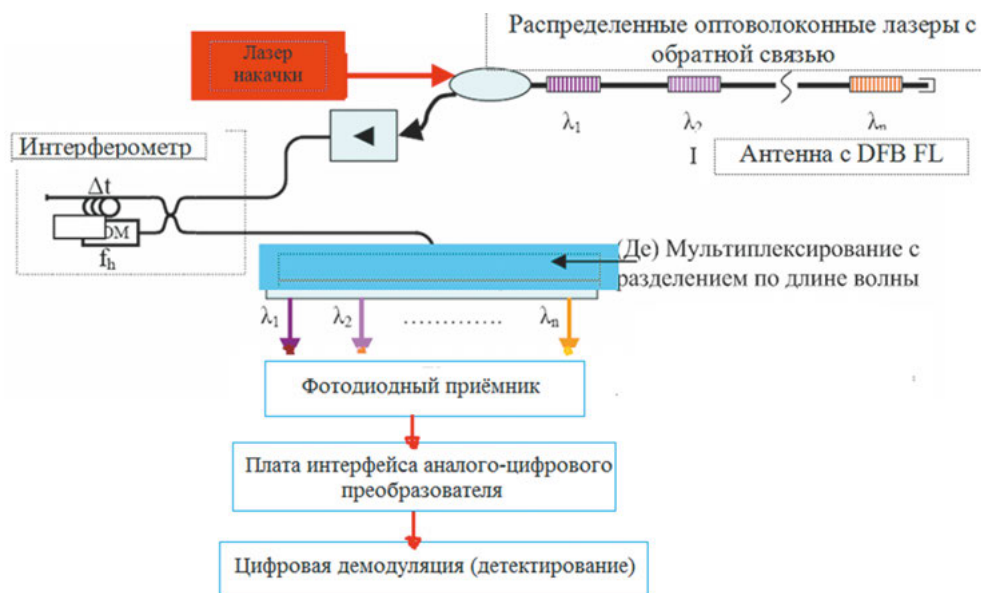 Распределенные оптоволоконные лазеры с
обратной связью
Лазер
накачки
λ₁ λ₂ λₙ
I Антенна с DFB FL
Интерферометр
Δt
fₕ
(Де) Мультиплексирование с
разделением по длине волны
λ₁ λ₂ ............. λₙ
Фотодиодный приёмник
Плата интерфейса аналого-цифрового
преобразователя
Цифровая демодуляция (детектирование)